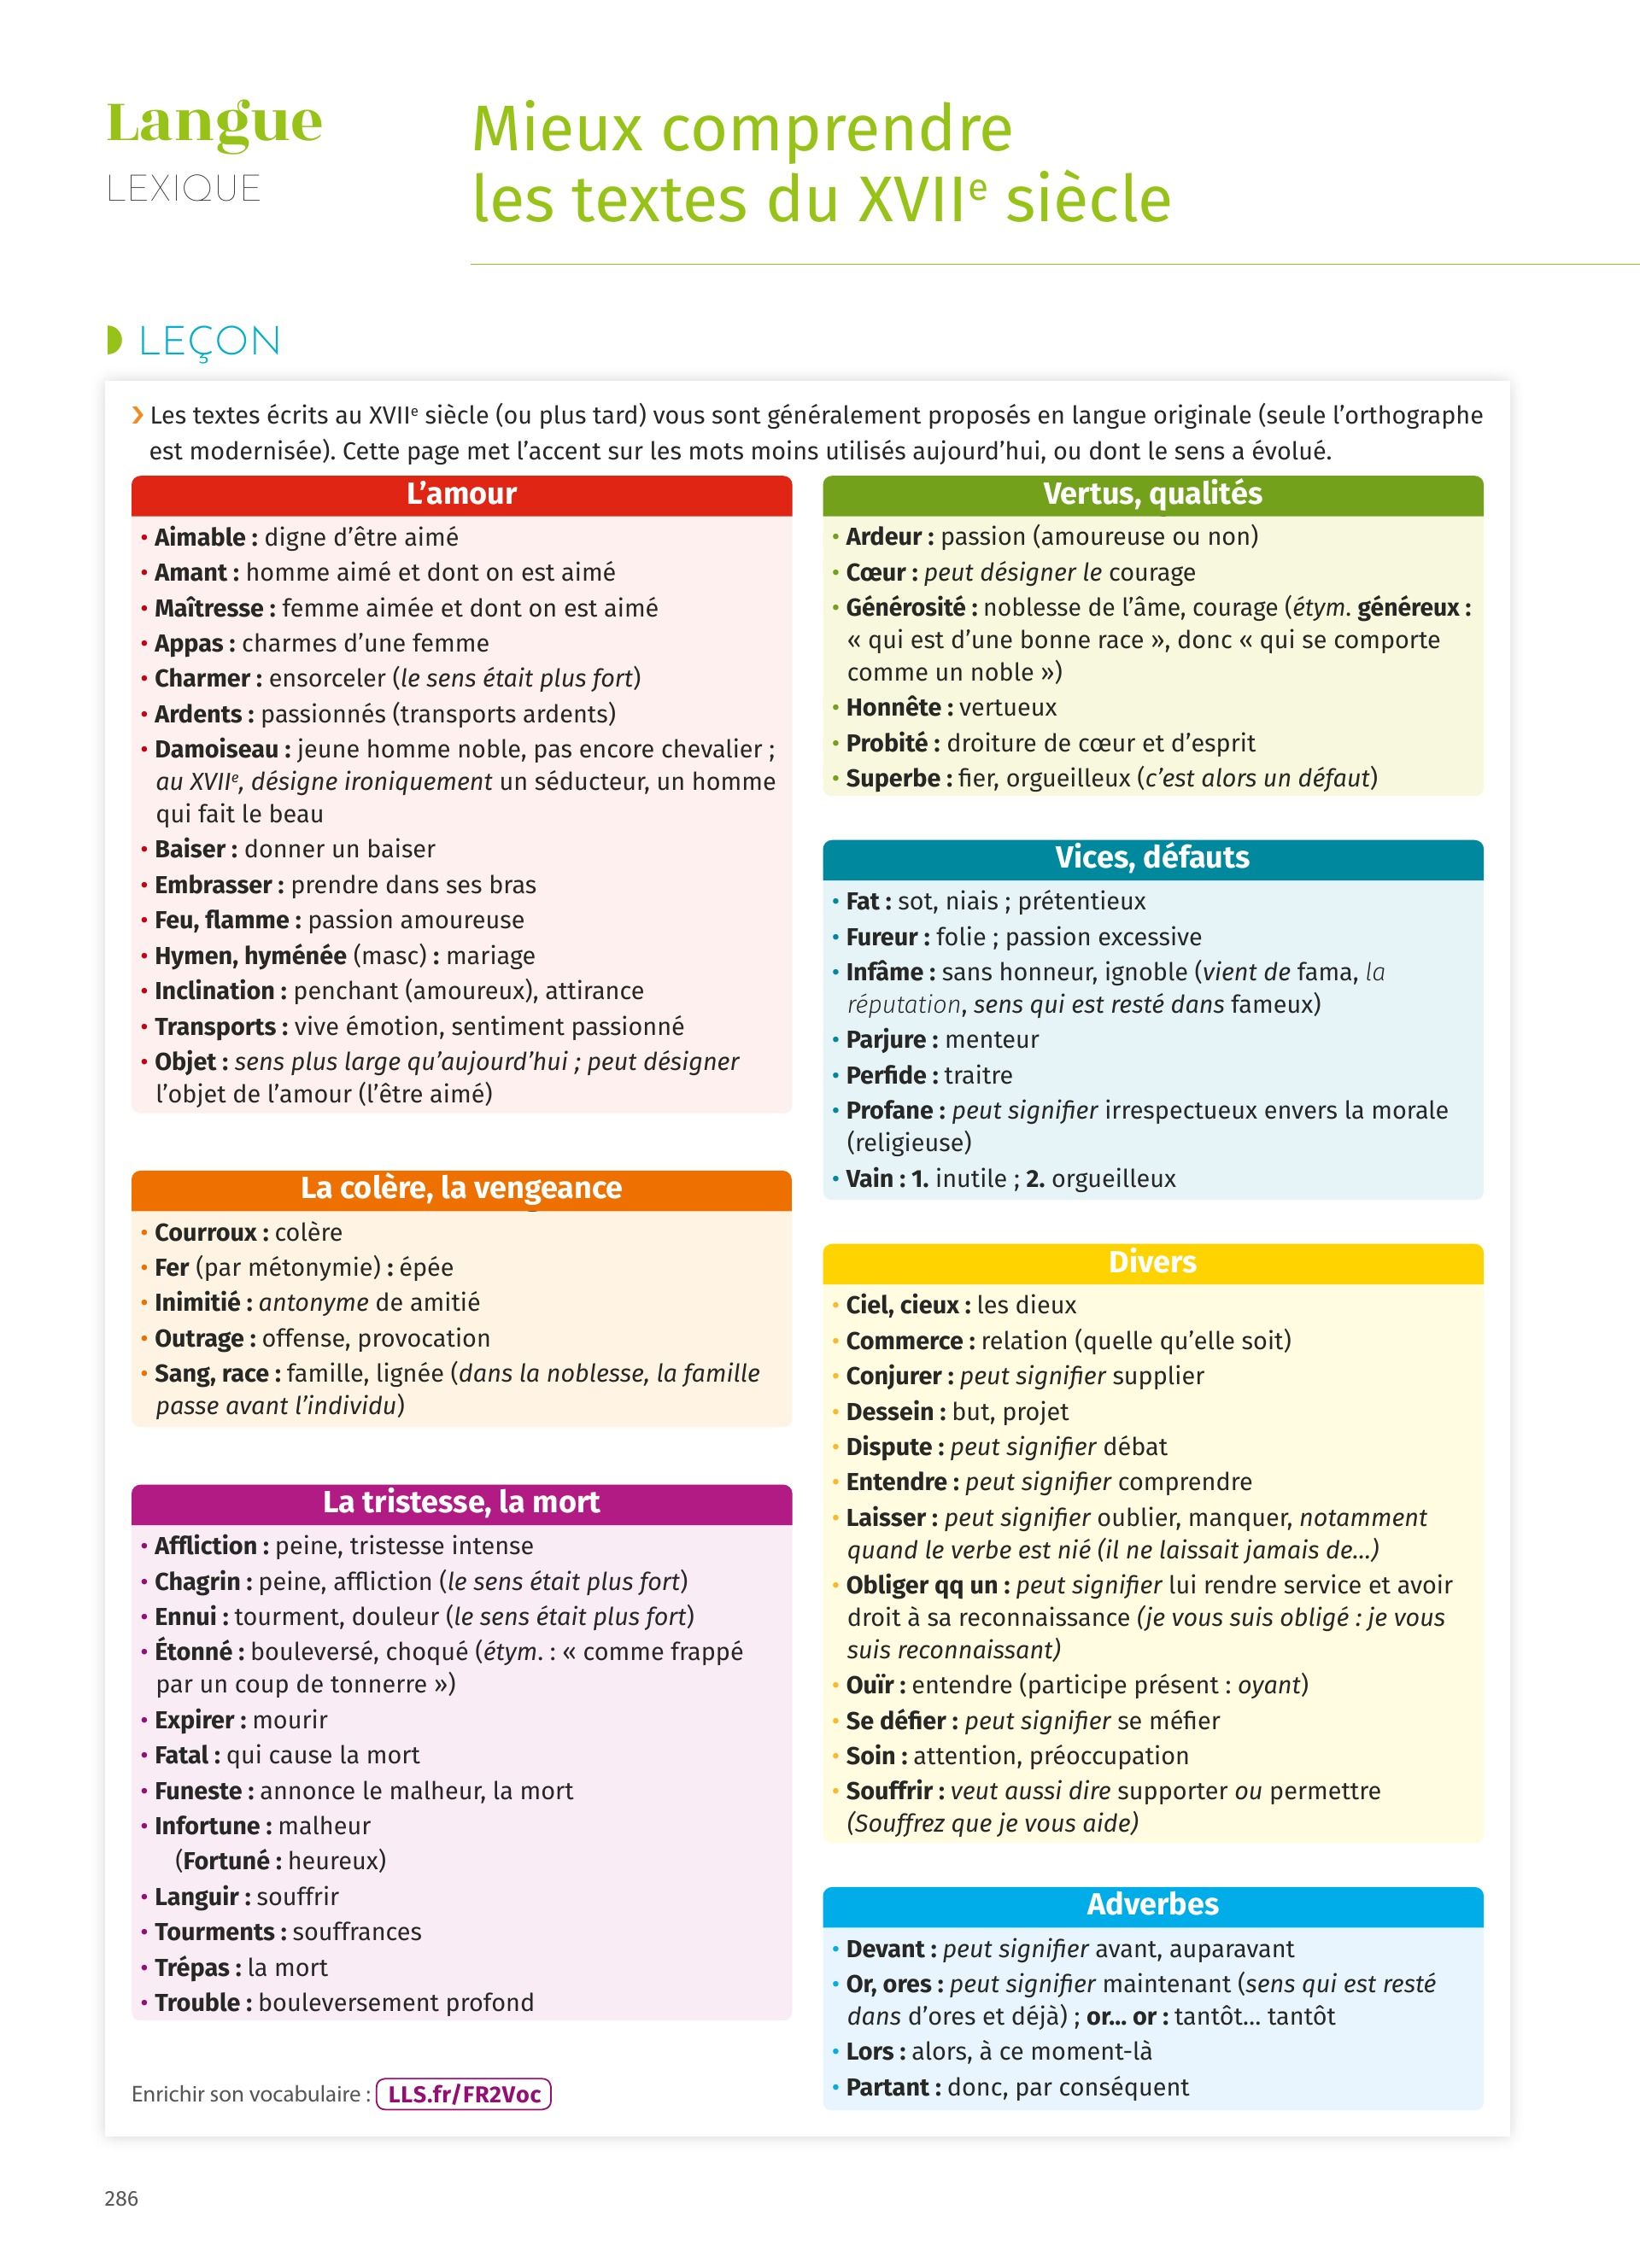 Langue
LEXIQUE
Mieux comprendre
les textes du XVIIe siècle
LEÇON
› Les textes écrits au XVIIe siècle (ou plus tard) vous sont généralement proposés en langue originale (seule l’orthographe
est modernisée). Cette page met l’accent sur les mots moins utilisés aujourd’hui, ou dont le sens a évolué.
L’amour
• Aimable : digne d’être aimé
• Amant : homme aimé et dont on est aimé
• Maîtresse : femme aimée et dont on est aimé
• Appas : charmes d’une femme
• Charmer : ensorceler (le sens était plus fort)
• Ardents : passionnés (transports ardents)
• Damoiseau : jeune homme noble, pas encore chevalier ;
au XVIIe, désigne ironiquement un séducteur, un homme
qui fait le beau
• Baiser : donner un baiser
• Embrasser : prendre dans ses bras
• Feu, flamme : passion amoureuse
• Hymen, hyménée (masc) : mariage
• Inclination : penchant (amoureux), attirance
• Transports : vive émotion, sentiment passionné
• Objet : sens plus large qu’aujourd’hui ; peut désigner
l’objet de l’amour (l’être aimé)
La colère, la vengeance
• Courroux : colère
• Fer (par métonymie) : épée
• Inimitié : antonyme de amitié
• Outrage : offense, provocation
• Sang, race : famille, lignée (dans la noblesse, la famille
passe avant l’individu)
La tristesse, la mort
• Affliction : peine, tristesse intense
• Chagrin : peine, affliction (le sens était plus fort)
• Ennui : tourment, douleur (le sens était plus fort)
• Étonné : bouleversé, choqué (étym. : « comme frappé
par un coup de tonnerre »)
• Expirer : mourir
• Fatal : qui cause la mort
• Funeste : annonce le malheur, la mort
• Infortune : malheur
(Fortuné : heureux)
• Languir : souffrir
• Tourments : souffrances
• Trépas : la mort
• Trouble : bouleversement profond
Enrichir son vocabulaire : LLS.fr/FR2Voc
Vertus, qualités
• Ardeur : passion (amoureuse ou non)
• Cœur : peut désigner le courage
• Générosité : noblesse de l’âme, courage (étym. généreux :
« qui est d’une bonne race », donc « qui se comporte
comme un noble »)
• Honnête : vertueux
• Probité : droiture de cœur et d’esprit
• Superbe : fier, orgueilleux (c’est alors un défaut)
Vices, défauts
• Fat : sot, niais ; prétentieux
• Fureur : folie ; passion excessive
• Infâme : sans honneur, ignoble (vient de fama, la
réputation, sens qui est resté dans fameux)
• Parjure : menteur
• Perfide : traitre
• Profane : peut signifier irrespectueux envers la morale
(religieuse)
• Vain : 1. inutile ; 2. orgueilleux
Divers
• Ciel, cieux : les dieux
• Commerce : relation (quelle qu’elle soit)
• Conjurer : peut signifier supplier
• Dessein : but, projet
• Dispute : peut signifier débat
• Entendre : peut signifier comprendre
• Laisser : peut signifier oublier, manquer, notamment
quand le verbe est nié (il ne laissait jamais de…)
• Obliger qq un : peut signifier lui rendre service et avoir
droit à sa reconnaissance (je vous suis obligé : je vous
suis reconnaissant)
• Ouïr : entendre (participe présent : oyant)
• Se défier : peut signifier se méfier
• Soin : attention, préoccupation
• Souffrir : veut aussi dire supporter ou permettre
(Souffrez que je vous aide)
Adverbes
• Devant : peut signifier avant, auparavant
• Or, ores : peut signifier maintenant (sens qui est resté
dans d’ores et déjà) ; or… or : tantôt… tantôt
• Lors : alors, à ce moment-là
• Partant : donc, par conséquent
286